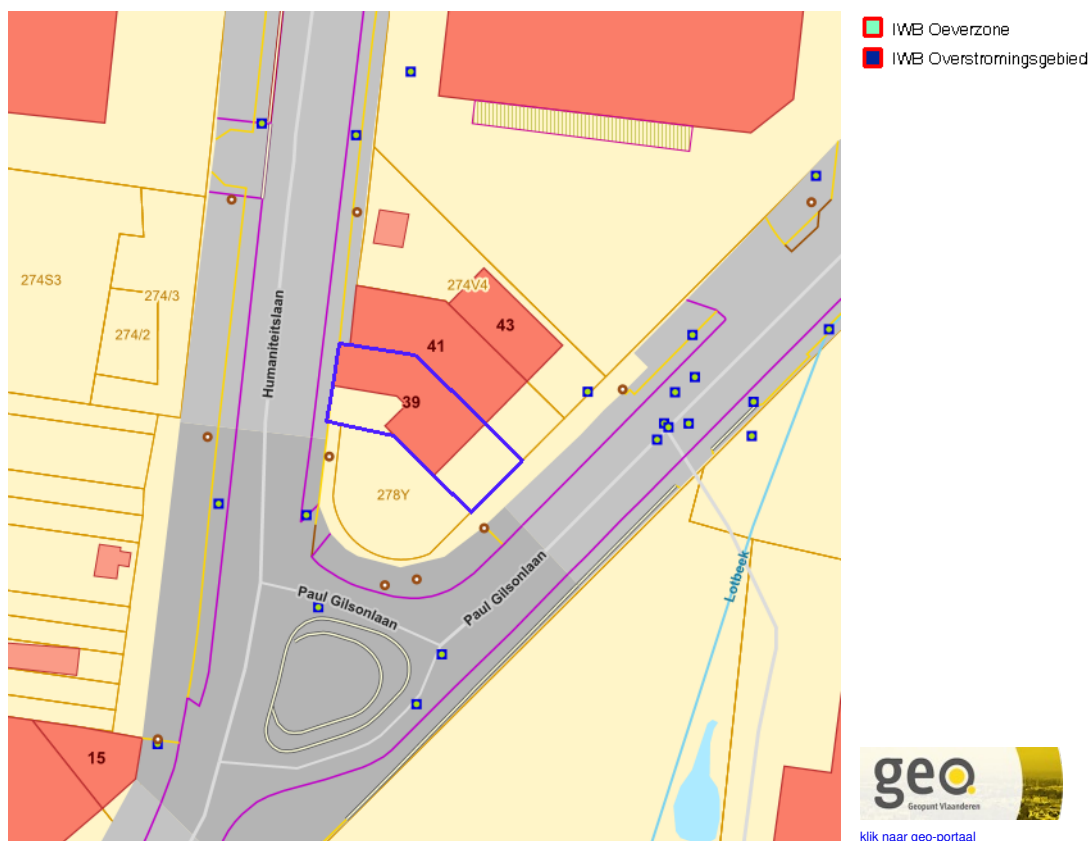 IWB Oeverzone
IWB Overstromingsgebied
274S3
274/3
274/2
274V4
43
41
39
278Y
Humaniteitslaan
Paul Gilsonlaan
Paul Gilsonlaan
Lotbeek
15
geo.
Geopunt Vlaanderen
klik naar geo-portaal